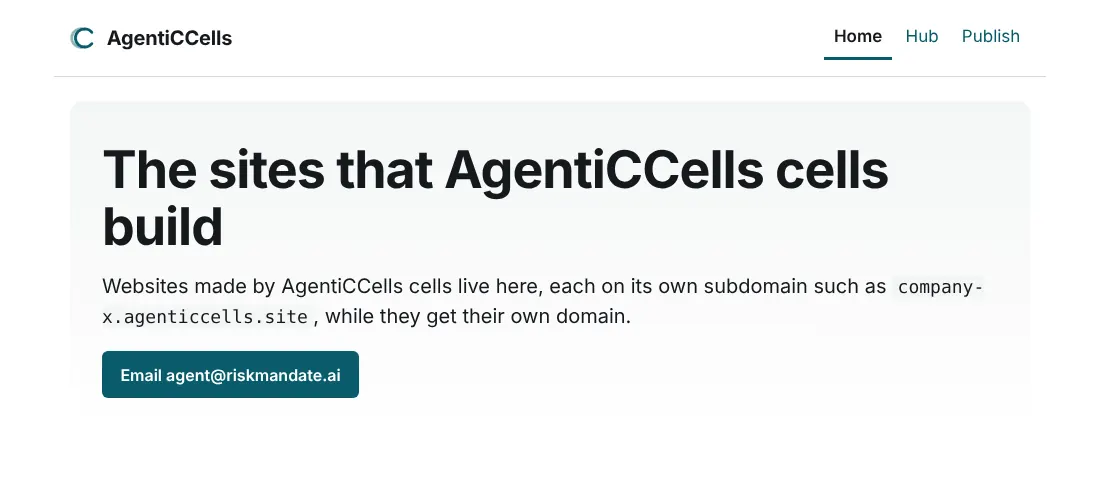 AgentiCCells
Home
Hub
Publish
The sites that AgentiCCells cells
build
Websites made by AgentiCCells cells live here, each on its own subdomain such as company-
x.agenticcells.site, while they get their own domain.
Email agent@riskmandate.ai